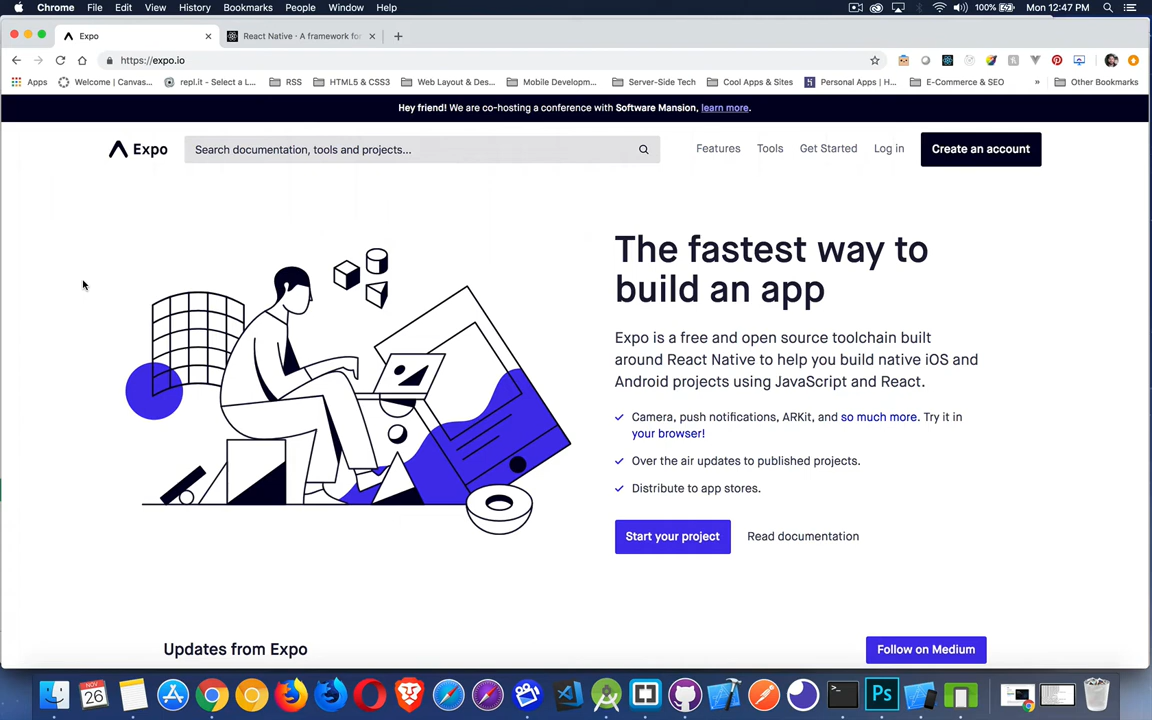 Chrome File Edit View History Bookmarks People Window Help 100% Mon 12:47 PM
Expo
React Native · A framework for
https://expo.io
Apps Welcome | Canvas... repl.it - Select a L... RSS HTML5 & CSS3 Web Layout & Des... Mobile Developm... Server-Side Tech Cool Apps & Sites Personal Apps | H... E-Commerce & SEO » Other Bookmarks
Hey friend! We are co-hosting a conference with Software Mansion, learn more.
Expo
Search documentation, tools and projects...
Features Tools Get Started Log in Create an account
The fastest way to
build an app
Expo is a free and open source toolchain built
around React Native to help you build native iOS and
Android projects using JavaScript and React.
Camera, push notifications, ARKit, and so much more. Try it in
your browser!
Over the air updates to published projects.
Distribute to app stores.
Start your project Read documentation
Updates from Expo
Follow on Medium
NOV
26
Ps